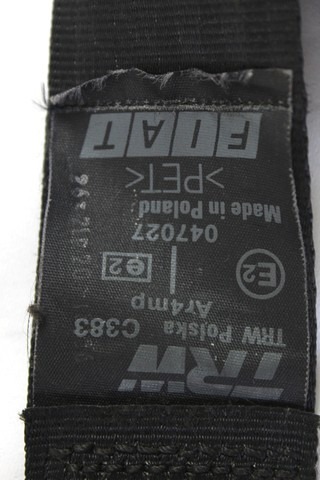 TRW
TRW Polska C383
Ar4mp
E2 e2
047027
Made in Poland
>PET<
FIAT